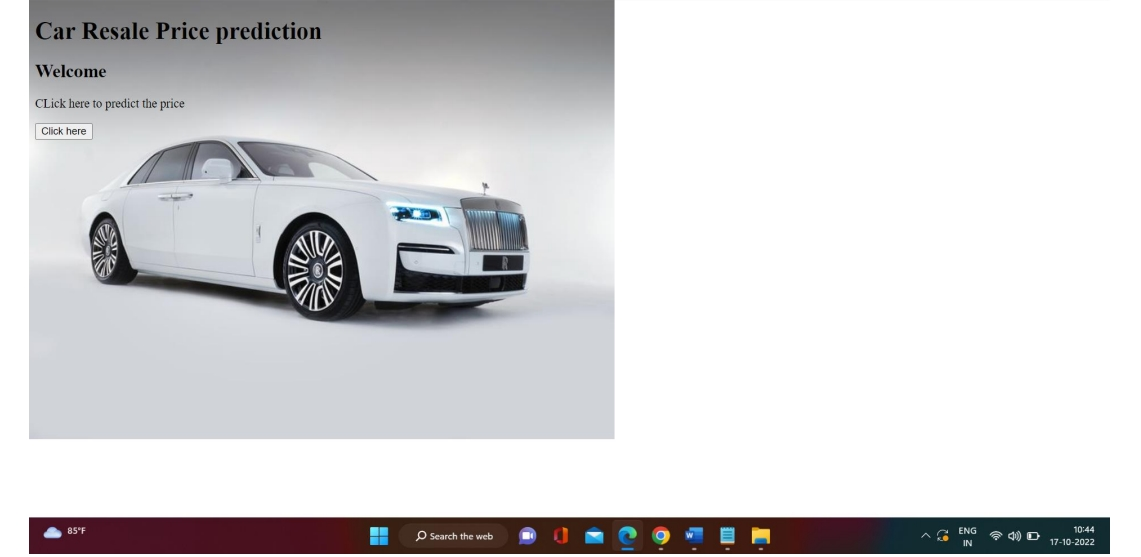 Car Resale Price prediction
Welcome
CLick here to predict the price
Click here
85°F
Search the web
ENG
IN
10:44
17-10-2022